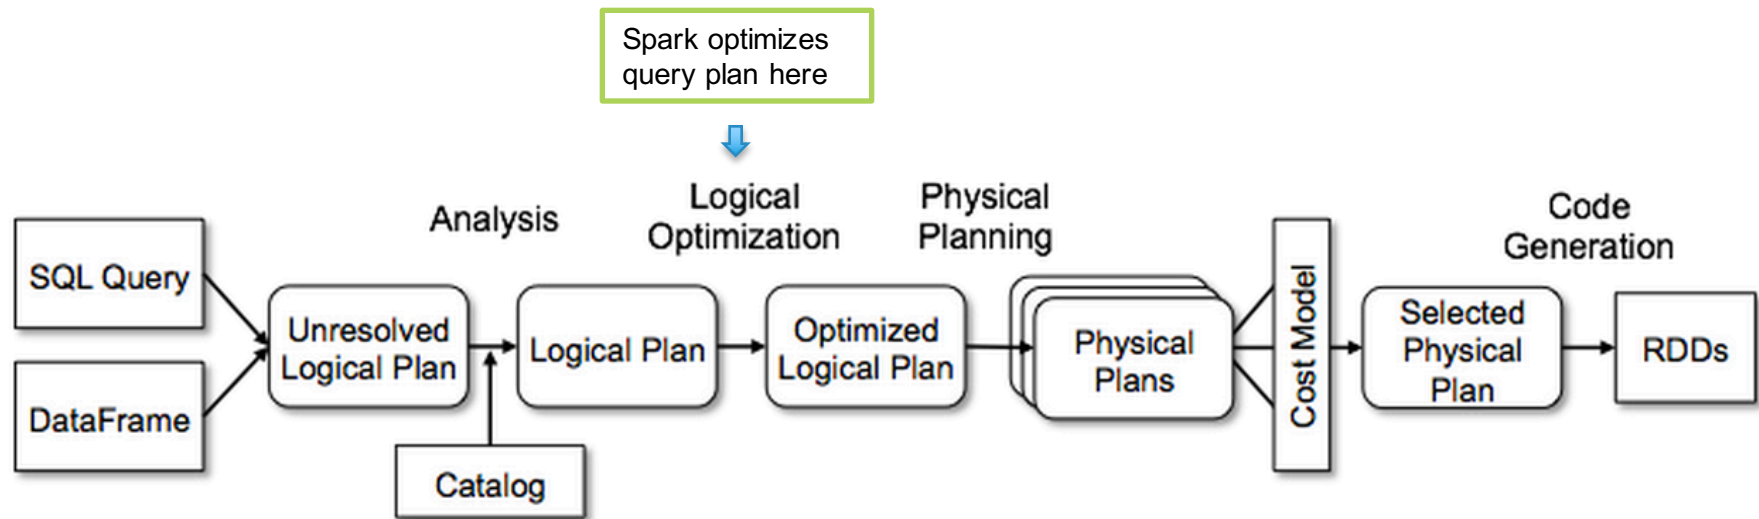 Spark optimizes
query plan here
Analysis
Logical
Optimization
Physical
Planning
Code
Generation
SQL Query
DataFrame
Unresolved
Logical Plan
Catalog
Logical Plan
Optimized
Logical Plan
Physical
Plans
Cost Model
Selected
Physical
Plan
RDDs